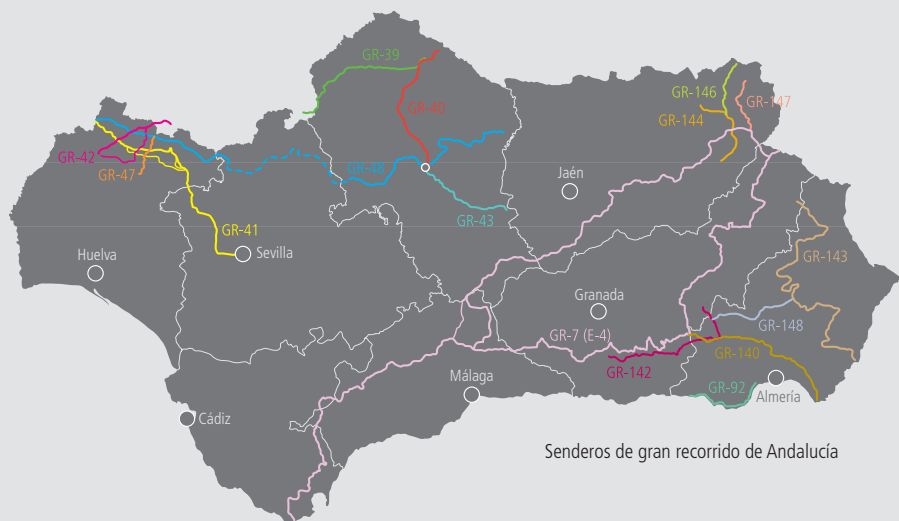 GR-39
GR-146
GR-147
GR-40
GR-144
GR-42
GR-48
GR-47
Jaén
GR-43
GR-41
Sevilla
Huelva
GR-143
Granada
GR-148
GR-7 (E-4)
GR-140
GR-142
Málaga
GR-92
Almería
Cádiz
Senderos de gran recorrido de Andalucía